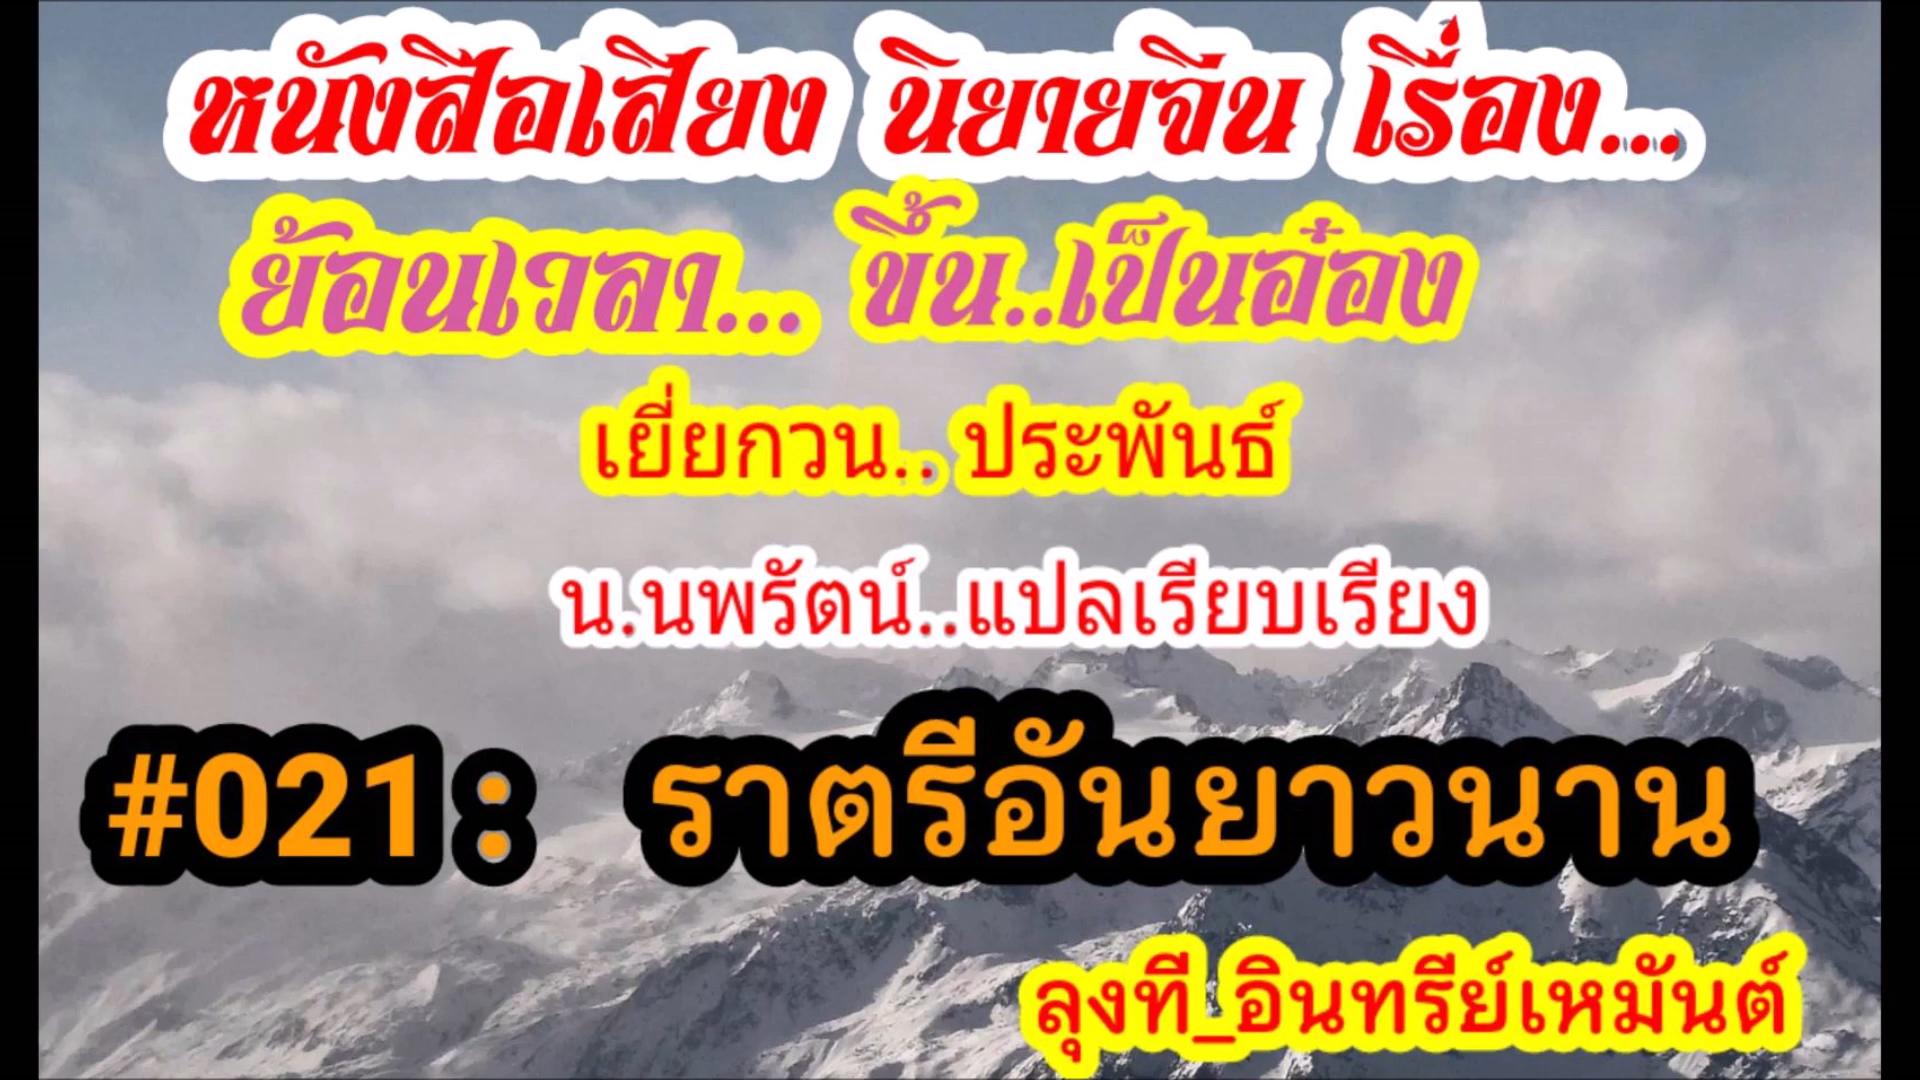 หนังสือเสียง นิยายจีน เรื่อง...
ย้อนเวลา... ขึ้น..เป็นอ๋อง
เยี่ยกวน.. ประพันธ์
น.นพรัตน์..แปลเรียบเรียง
#021: ราตรีอันยาวนาน
ลุงที_อินทรีย์เหมันต์